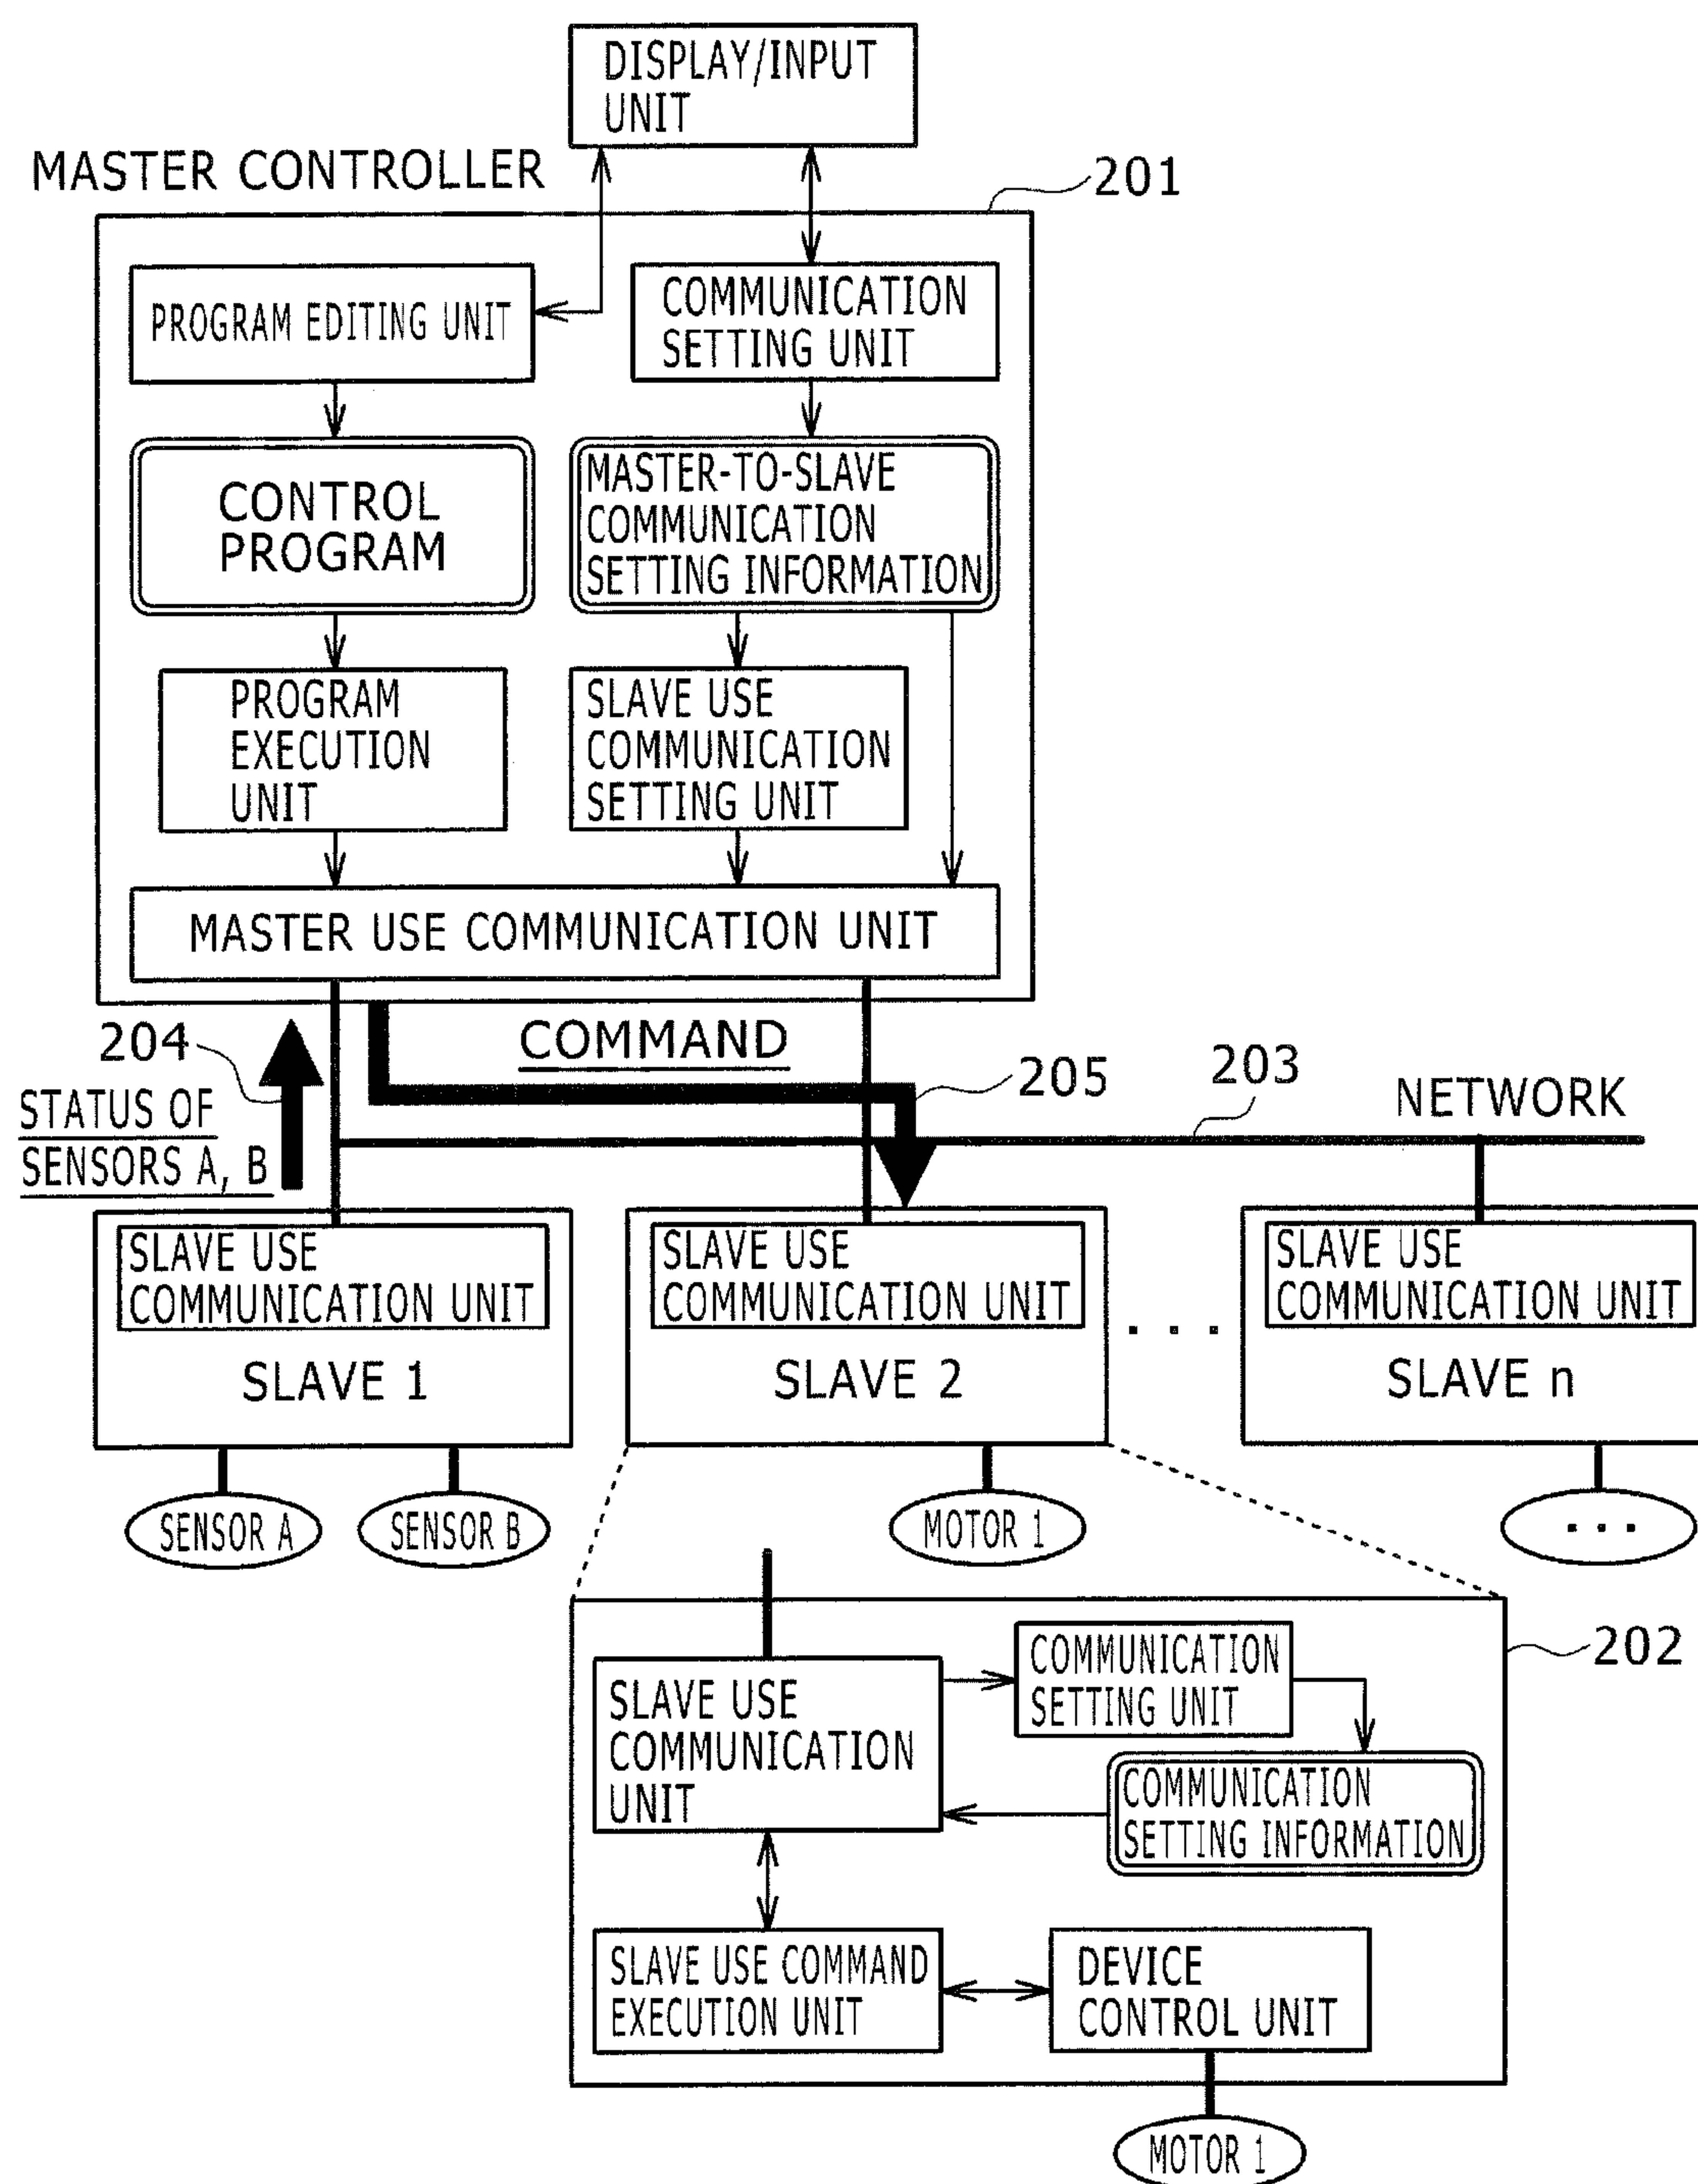 DISPLAY/INPUT
UNIT
MASTER CONTROLLER
201
PROGRAM EDITING UNIT
COMMUNICATION
SETTING UNIT
CONTROL
PROGRAM
MASTER-TO-SLAVE
COMMUNICATION
SETTING INFORMATION
PROGRAM
EXECUTION
UNIT
SLAVE USE
COMMUNICATION
SETTING UNIT
MASTER USE COMMUNICATION UNIT
204
COMMAND
205
203
NETWORK
STATUS OF
SENSORS A, B
SLAVE USE
COMMUNICATION UNIT
SLAVE 1
SLAVE USE
COMMUNICATION UNIT
SLAVE 2
. . .
SLAVE USE
COMMUNICATION UNIT
SLAVE n
SENSOR A
SENSOR B
MOTOR 1
. . .
202
SLAVE USE
COMMUNICATION
UNIT
COMMUNICATION
SETTING UNIT
COMMUNICATION
SETTING INFORMATION
SLAVE USE COMMAND
EXECUTION UNIT
DEVICE
CONTROL UNIT
MOTOR 1